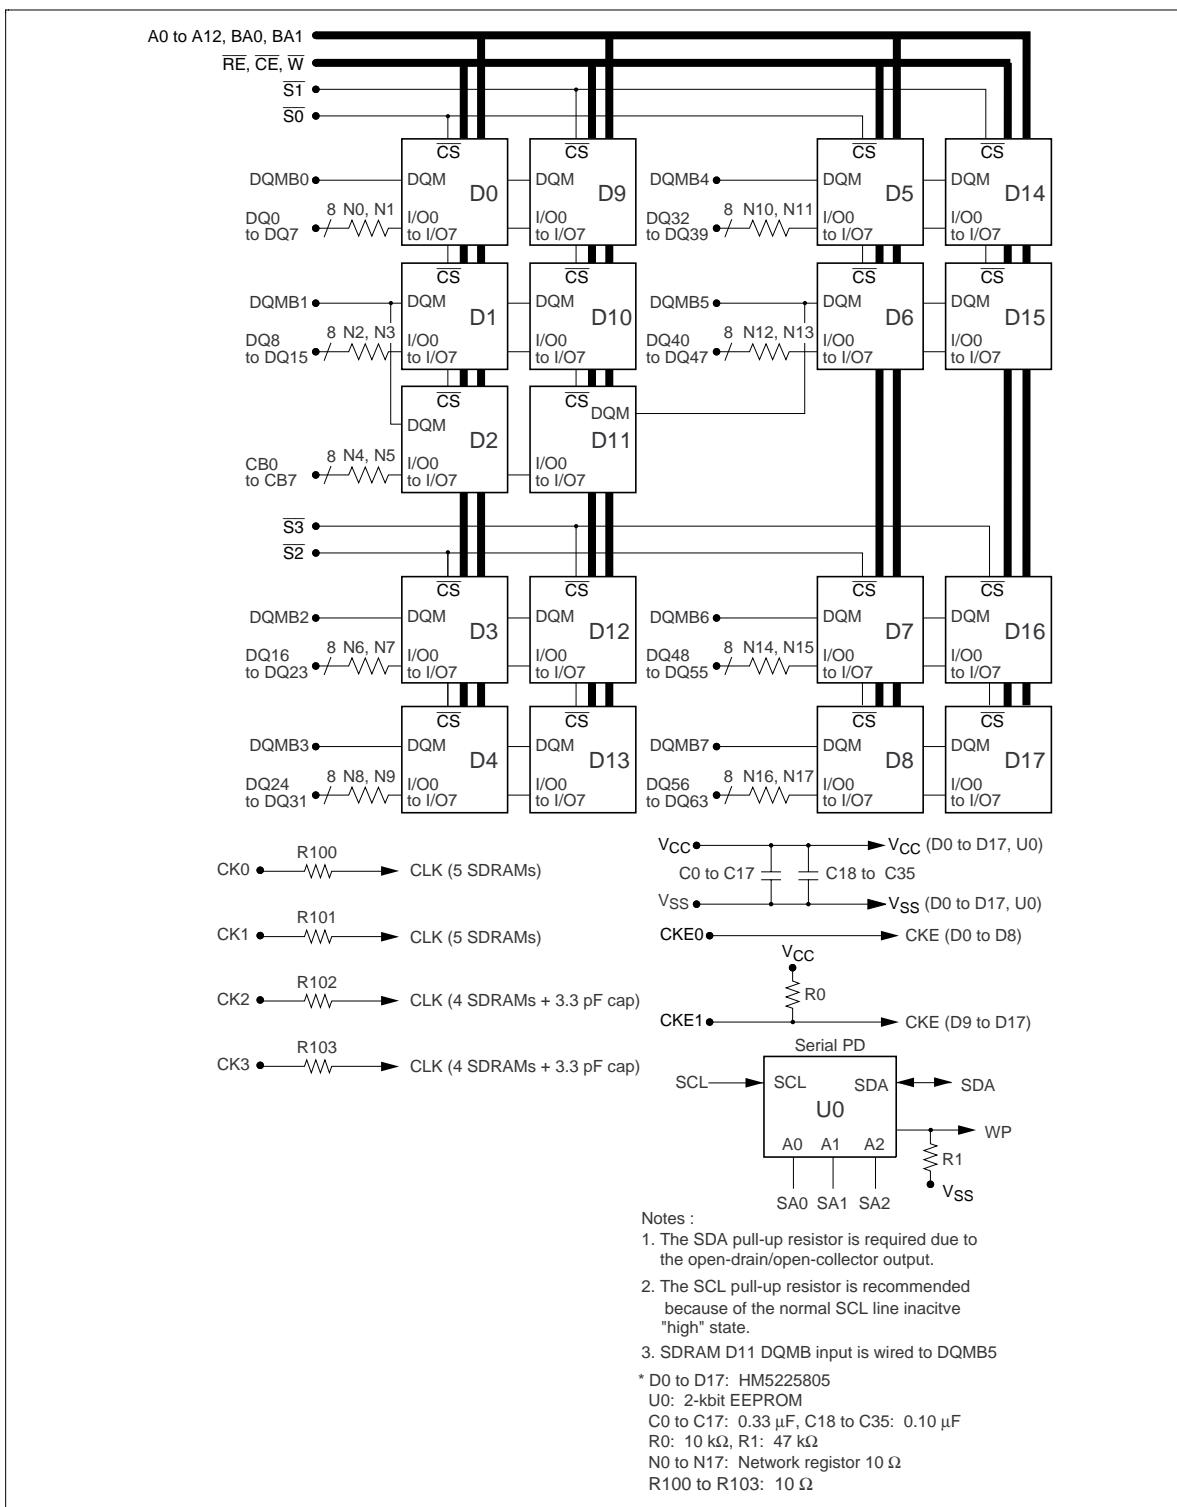 A0 to A12, BA0, BA1
RE, CE, W
S1
S0
CS CS CS CS
DQMB0 DQM D0 DQM D9 DQMB4 DQM D5 DQM D14
DQ0 to DQ7 8 N0, N1 I/O0 to I/O7 I/O0 to I/O7 DQ32 to DQ39 8 N10, N11 I/O0 to I/O7 I/O0 to I/O7
CS CS CS CS
DQMB1 DQM D1 DQM D10 DQMB5 DQM D6 DQM D15
DQ8 to DQ15 8 N2, N3 I/O0 to I/O7 I/O0 to I/O7 DQ40 to DQ47 8 N12, N13 I/O0 to I/O7 I/O0 to I/O7
CS CS
DQM D2 DQM D11
CB0 to CB7 8 N4, N5 I/O0 to I/O7 I/O0 to I/O7
S3
S2
CS CS CS CS
DQMB2 DQM D3 DQM D12 DQMB6 DQM D7 DQM D16
DQ16 to DQ23 8 N6, N7 I/O0 to I/O7 I/O0 to I/O7 DQ48 to DQ55 8 N14, N15 I/O0 to I/O7 I/O0 to I/O7
CS CS CS CS
DQMB3 DQM D4 DQM D13 DQMB7 DQM D8 DQM D17
DQ24 to DQ31 8 N8, N9 I/O0 to I/O7 I/O0 to I/O7 DQ56 to DQ63 8 N16, N17 I/O0 to I/O7 I/O0 to I/O7
R100
CK0 CLK (5 SDRAMs)
R101
CK1 CLK (5 SDRAMs)
R102
CK2 CLK (4 SDRAMs + 3.3 pF cap)
R103
CK3 CLK (4 SDRAMs + 3.3 pF cap)
VCC VCC (D0 to D17, U0)
C0 to C17 C18 to C35
VSS VSS (D0 to D17, U0)
CKE0 CKE (D0 to D8)
VCC
R0
CKE1 CKE (D9 to D17)
Serial PD
SCL SCL SDA SDA
U0
WP
A0 A1 A2
R1
VSS
SA0 SA1 SA2
Notes :
1. The SDA pull-up resistor is required due to
the open-drain/open-collector output.
2. The SCL pull-up resistor is recommended
because of the normal SCL line inacitve
"high" state.
3. SDRAM D11 DQMB input is wired to DQMB5
* D0 to D17: HM5225805
U0: 2-kbit EEPROM
C0 to C17: 0.33 μF, C18 to C35: 0.10 μF
R0: 10 kΩ, R1: 47 kΩ
N0 to N17: Network registor 10 Ω
R100 to R103: 10 Ω